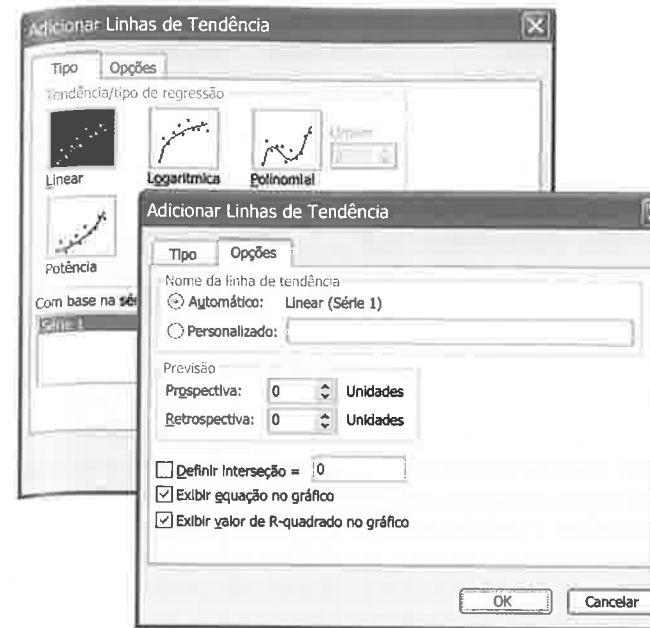 Adicionar Linhas de Tendência
Tipo Opções
Tendência/tipo de regressão
Linear Logarítmica Polinomial
Potência
Com base na
Série 1
Adicionar Linhas de Tendência
Tipo Opções
Nome da linha de tendência
Automático: Linear (Série 1)
Personalizado:
Previsão
Prospectiva: 0 Unidades
Retrospectiva: 0 Unidades
Definir interseção = 0
Exibir equação no gráfico
Exibir valor de R-quadrado no gráfico
OK Cancelar